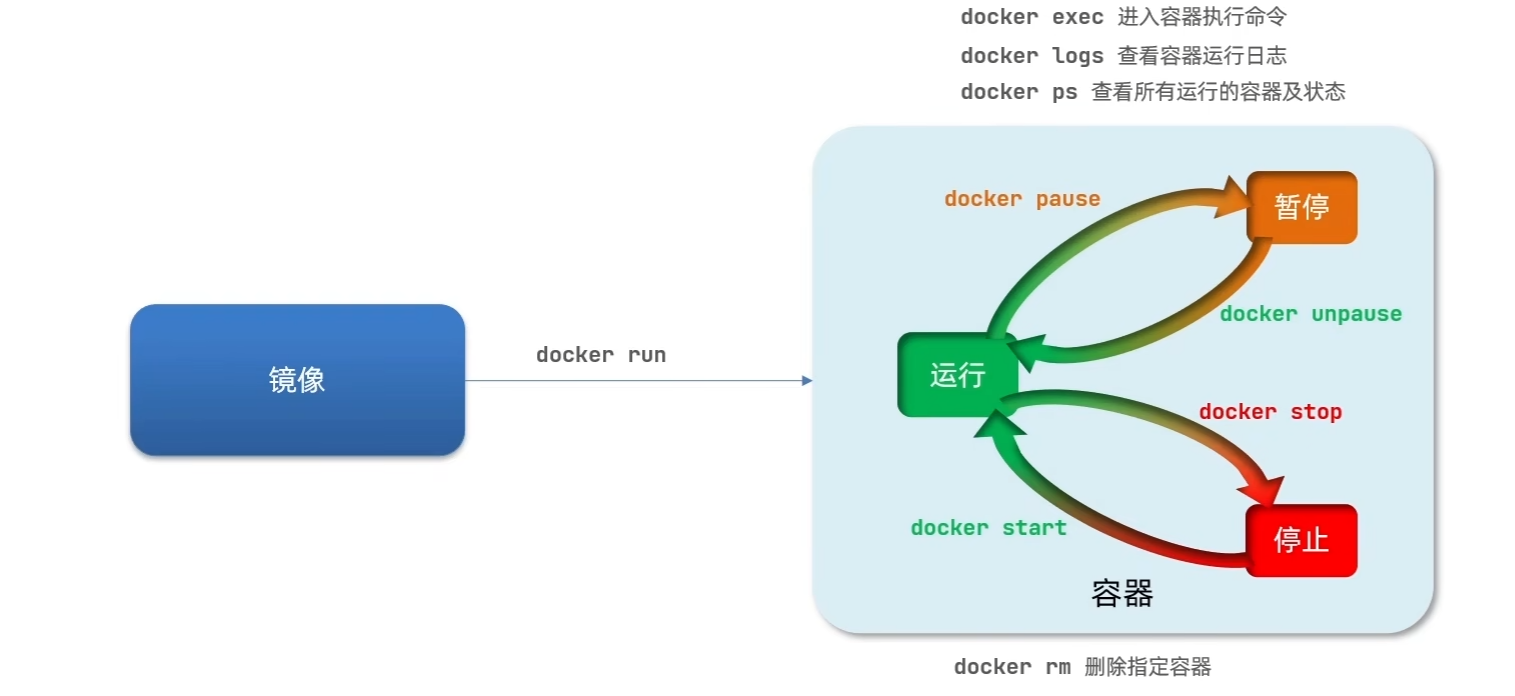 docker exec 进入容器执行命令
docker logs 查看容器运行日志
docker ps 查看所有运行的容器及状态
docker pause
暂停
docker unpause
镜像
docker run
运行
docker stop
docker start
停止
容器
docker rm 删除指定容器